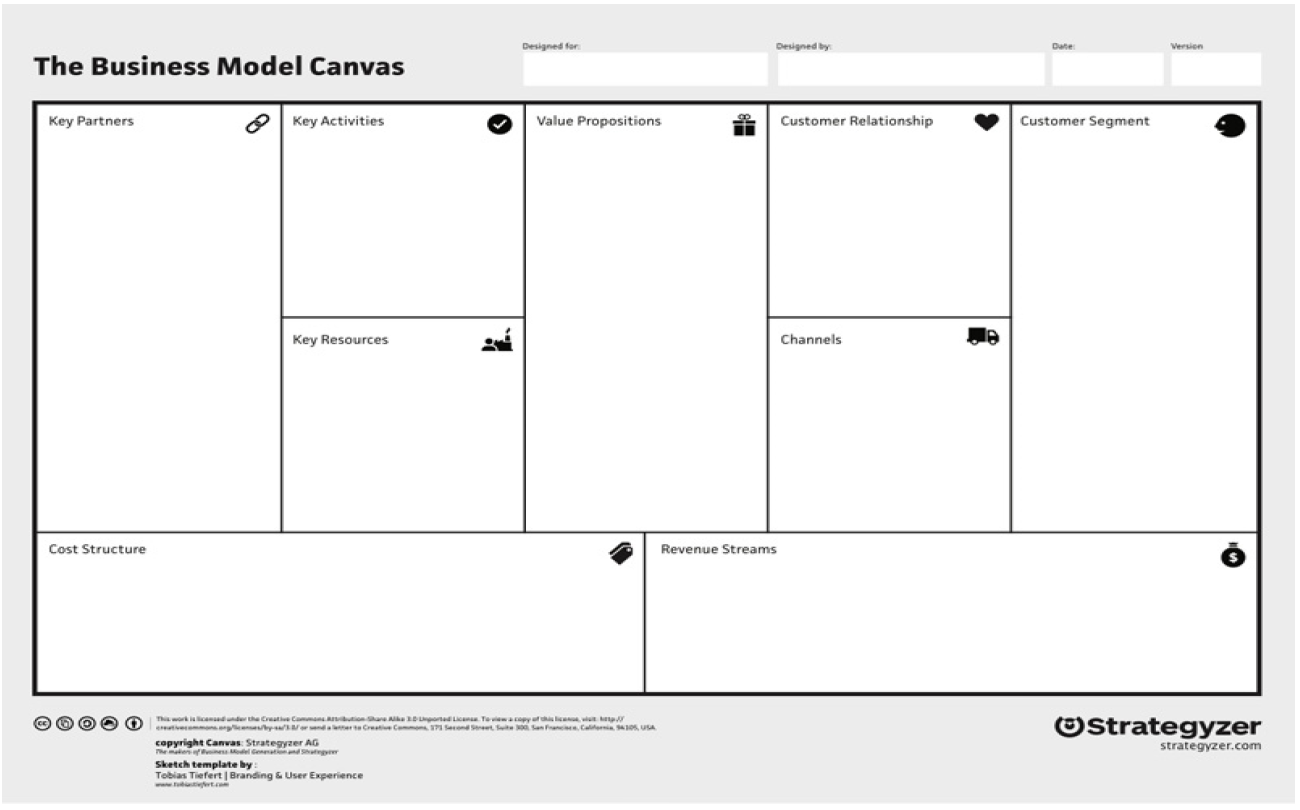 The Business Model Canvas
Designed for:
Designed by:
Date:
Version
Key Partners
Key Activities
Value Propositions
Customer Relationship
Customer Segment
Key Resources
Channels
Cost Structure
Revenue Streams
$
cc
This work is licensed under the Creative Commons Attribution-Share Alike 3.0 Unported License. To view a copy of this license, visit: http://
creativecommons.org/licenses/by-sa/3.0/ or send a letter to Creative Commons, 171 Second Street, Suite 300, San Francisco, California, 94105, USA.
copyright Canvas: Strategyzer AG
The makers of Business Model Generation and Strategyzer
Sketch template by :
Tobias Tiefert | Branding & User Experience
www.tobiastiefert.com
Strategyzer
strategyzer.com